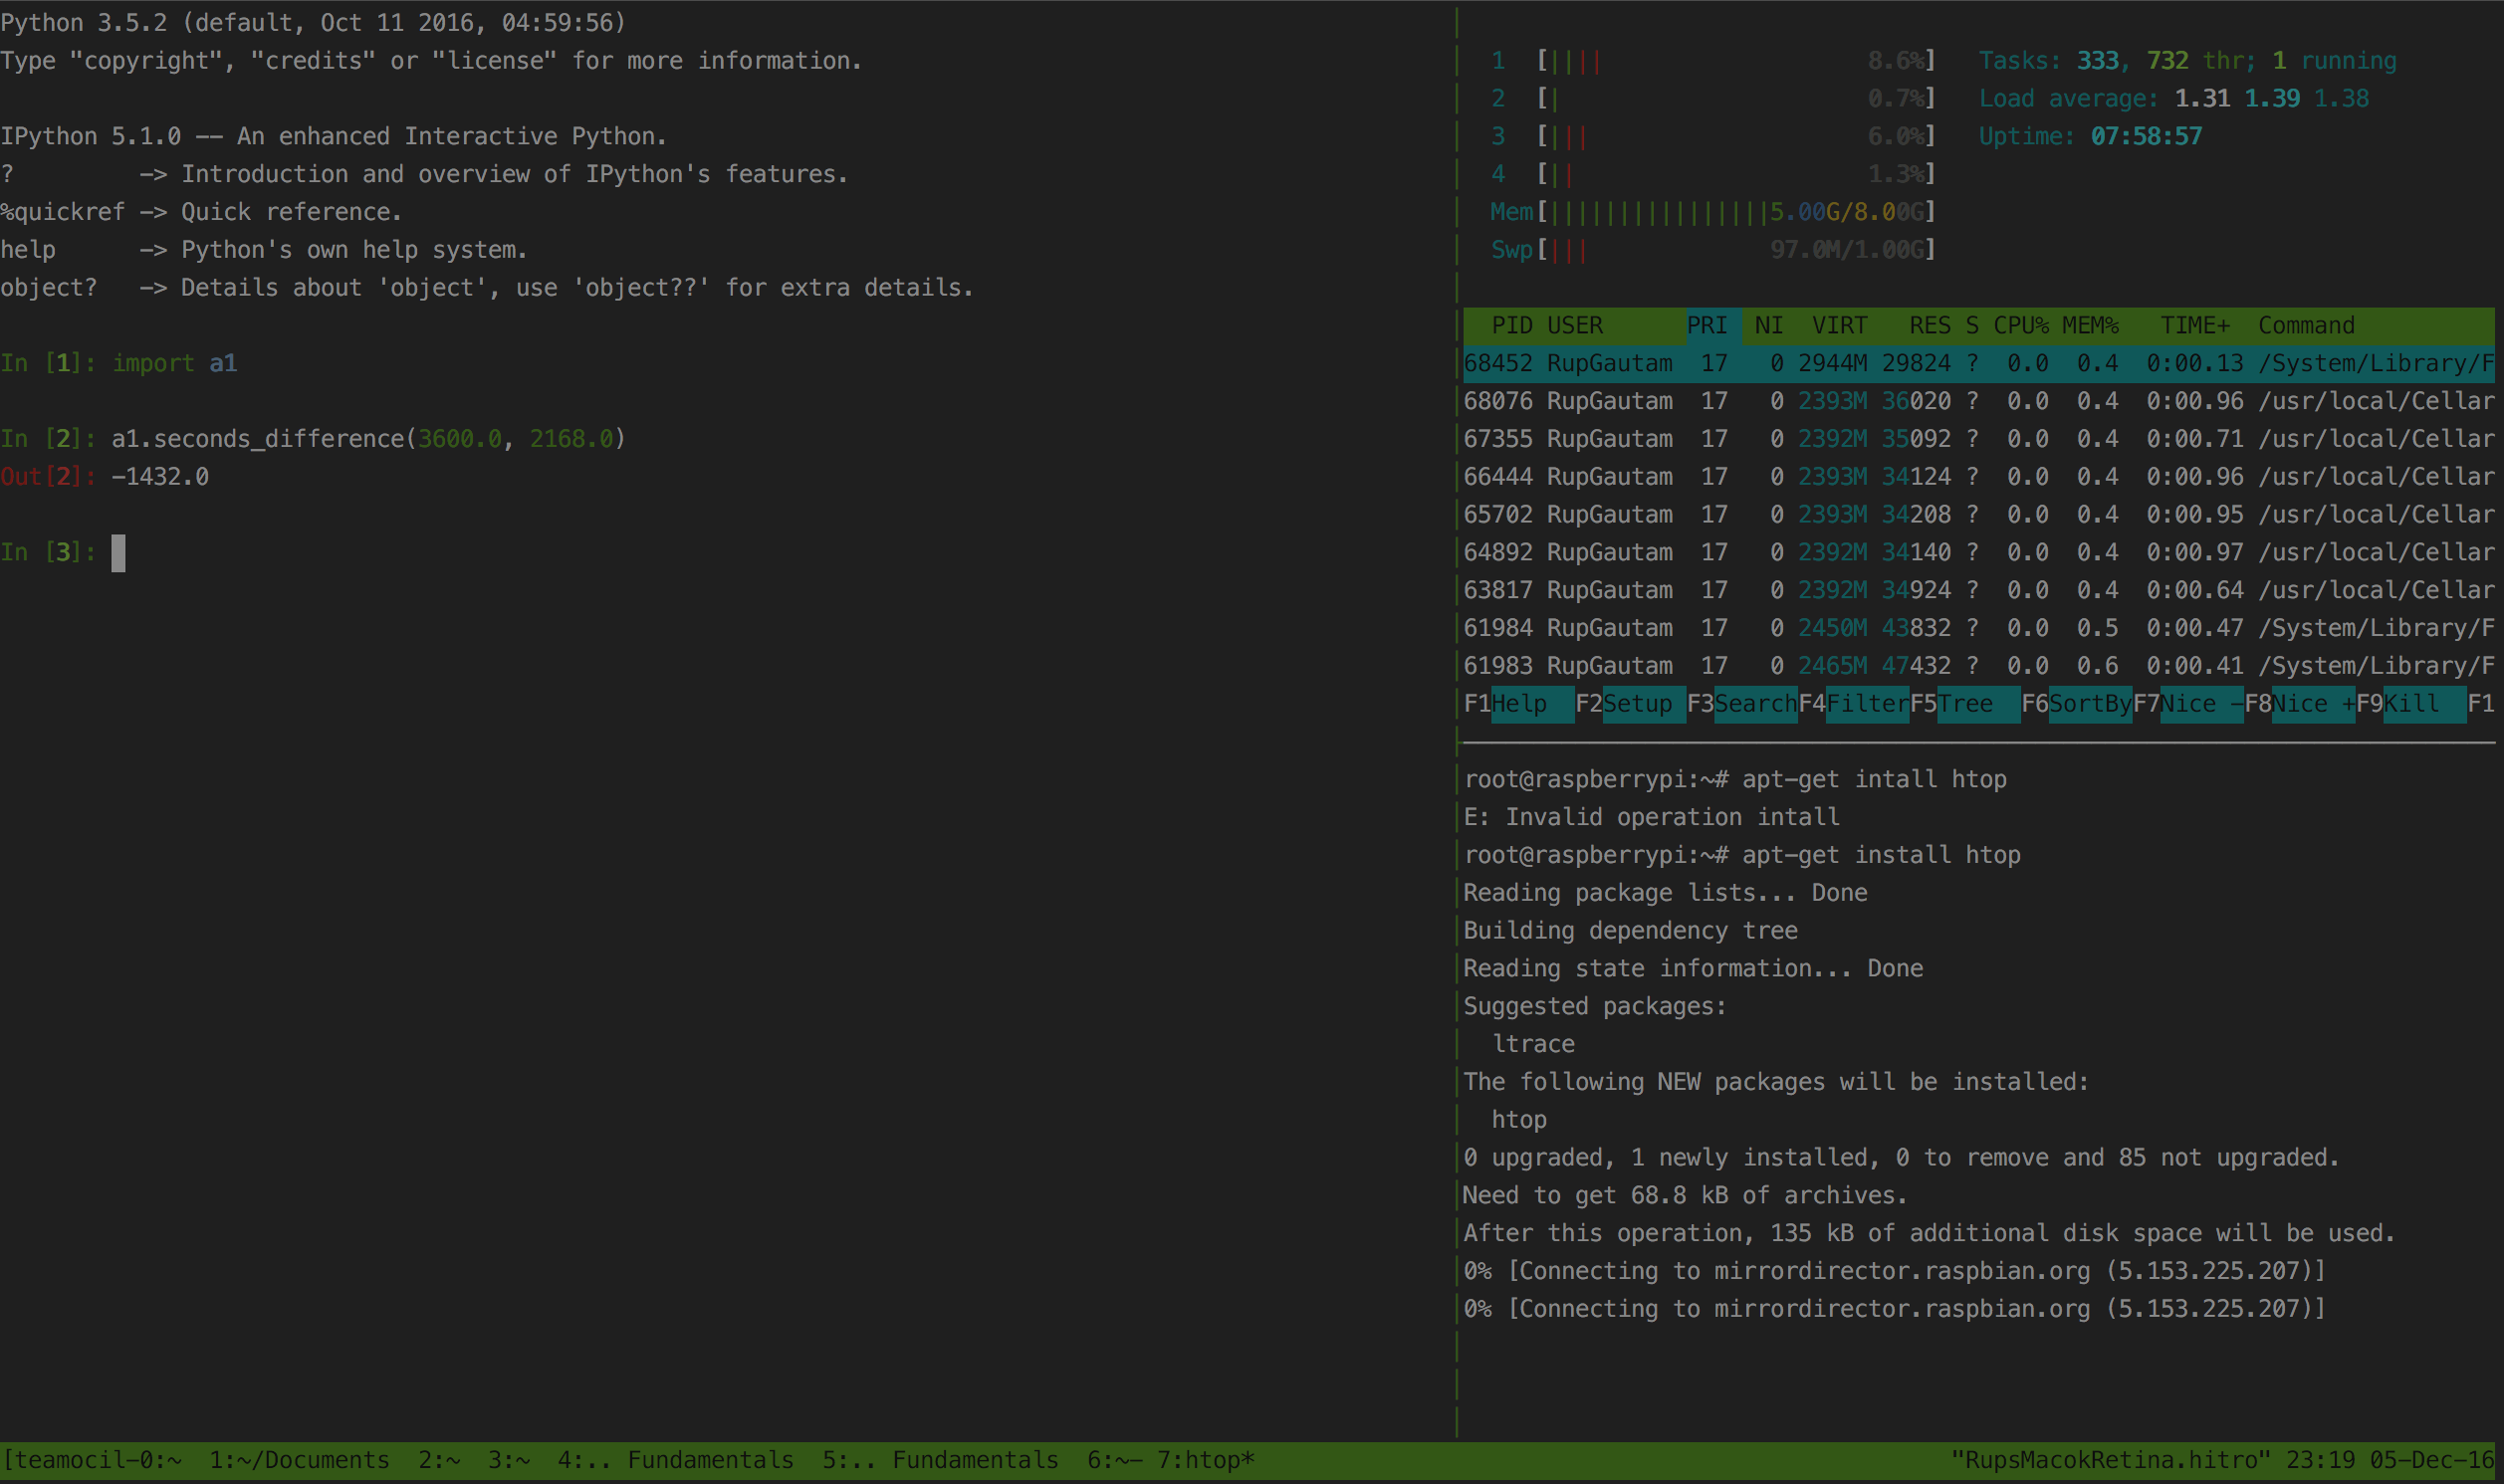 Python 3.5.2 (default, Oct 11 2016, 04:59:56)
Type "copyright", "credits" or "license" for more information.

IPython 5.1.0 -- An enhanced Interactive Python.
?         -> Introduction and overview of IPython's features.
%quickref -> Quick reference.
help      -> Python's own help system.
object?   -> Details about 'object', use 'object??' for extra details.

In [1]: import a1

In [2]: a1.seconds_difference(3600.0, 2168.0)
Out[2]: -1432.0

In [3]:

1  [||||                   8.6%]   Tasks: 333, 732 thr; 1 running
2  [|                      0.7%]   Load average: 1.31 1.39 1.38
3  [|||                    6.0%]   Uptime: 07:58:57
4  [||                     1.3%]
Mem[||||||||||||||||5.00G/8.00G]
Swp[|||             97.0M/1.00G]

  PID USER      PRI  NI  VIRT   RES S CPU% MEM%   TIME+  Command
68452 RupGautam  17   0 2944M 29824 ?  0.0  0.4  0:00.13 /System/Library/F
68076 RupGautam  17   0 2393M 36020 ?  0.0  0.4  0:00.96 /usr/local/Cellar
67355 RupGautam  17   0 2392M 35092 ?  0.0  0.4  0:00.71 /usr/local/Cellar
66444 RupGautam  17   0 2393M 34124 ?  0.0  0.4  0:00.96 /usr/local/Cellar
65702 RupGautam  17   0 2393M 34208 ?  0.0  0.4  0:00.95 /usr/local/Cellar
64892 RupGautam  17   0 2392M 34140 ?  0.0  0.4  0:00.97 /usr/local/Cellar
63817 RupGautam  17   0 2392M 34924 ?  0.0  0.4  0:00.64 /usr/local/Cellar
61984 RupGautam  17   0 2450M 43832 ?  0.0  0.5  0:00.47 /System/Library/F
61983 RupGautam  17   0 2465M 47432 ?  0.0  0.6  0:00.41 /System/Library/F
F1Help  F2Setup F3SearchF4FilterF5Tree  F6SortByF7Nice -F8Nice +F9Kill  F1

root@raspberrypi:~# apt-get intall htop
E: Invalid operation intall
root@raspberrypi:~# apt-get install htop
Reading package lists... Done
Building dependency tree
Reading state information... Done
Suggested packages:
  ltrace
The following NEW packages will be installed:
  htop
0 upgraded, 1 newly installed, 0 to remove and 85 not upgraded.
Need to get 68.8 kB of archives.
After this operation, 135 kB of additional disk space will be used.
0% [Connecting to mirrordirector.raspbian.org (5.153.225.207)]
0% [Connecting to mirrordirector.raspbian.org (5.153.225.207)]

[teamocil-0:~  1:~/Documents  2:~  3:~  4:.. Fundamentals  5:.. Fundamentals  6:~- 7:htop*   "RupsMacokRetina.hitro" 23:19 05-Dec-16